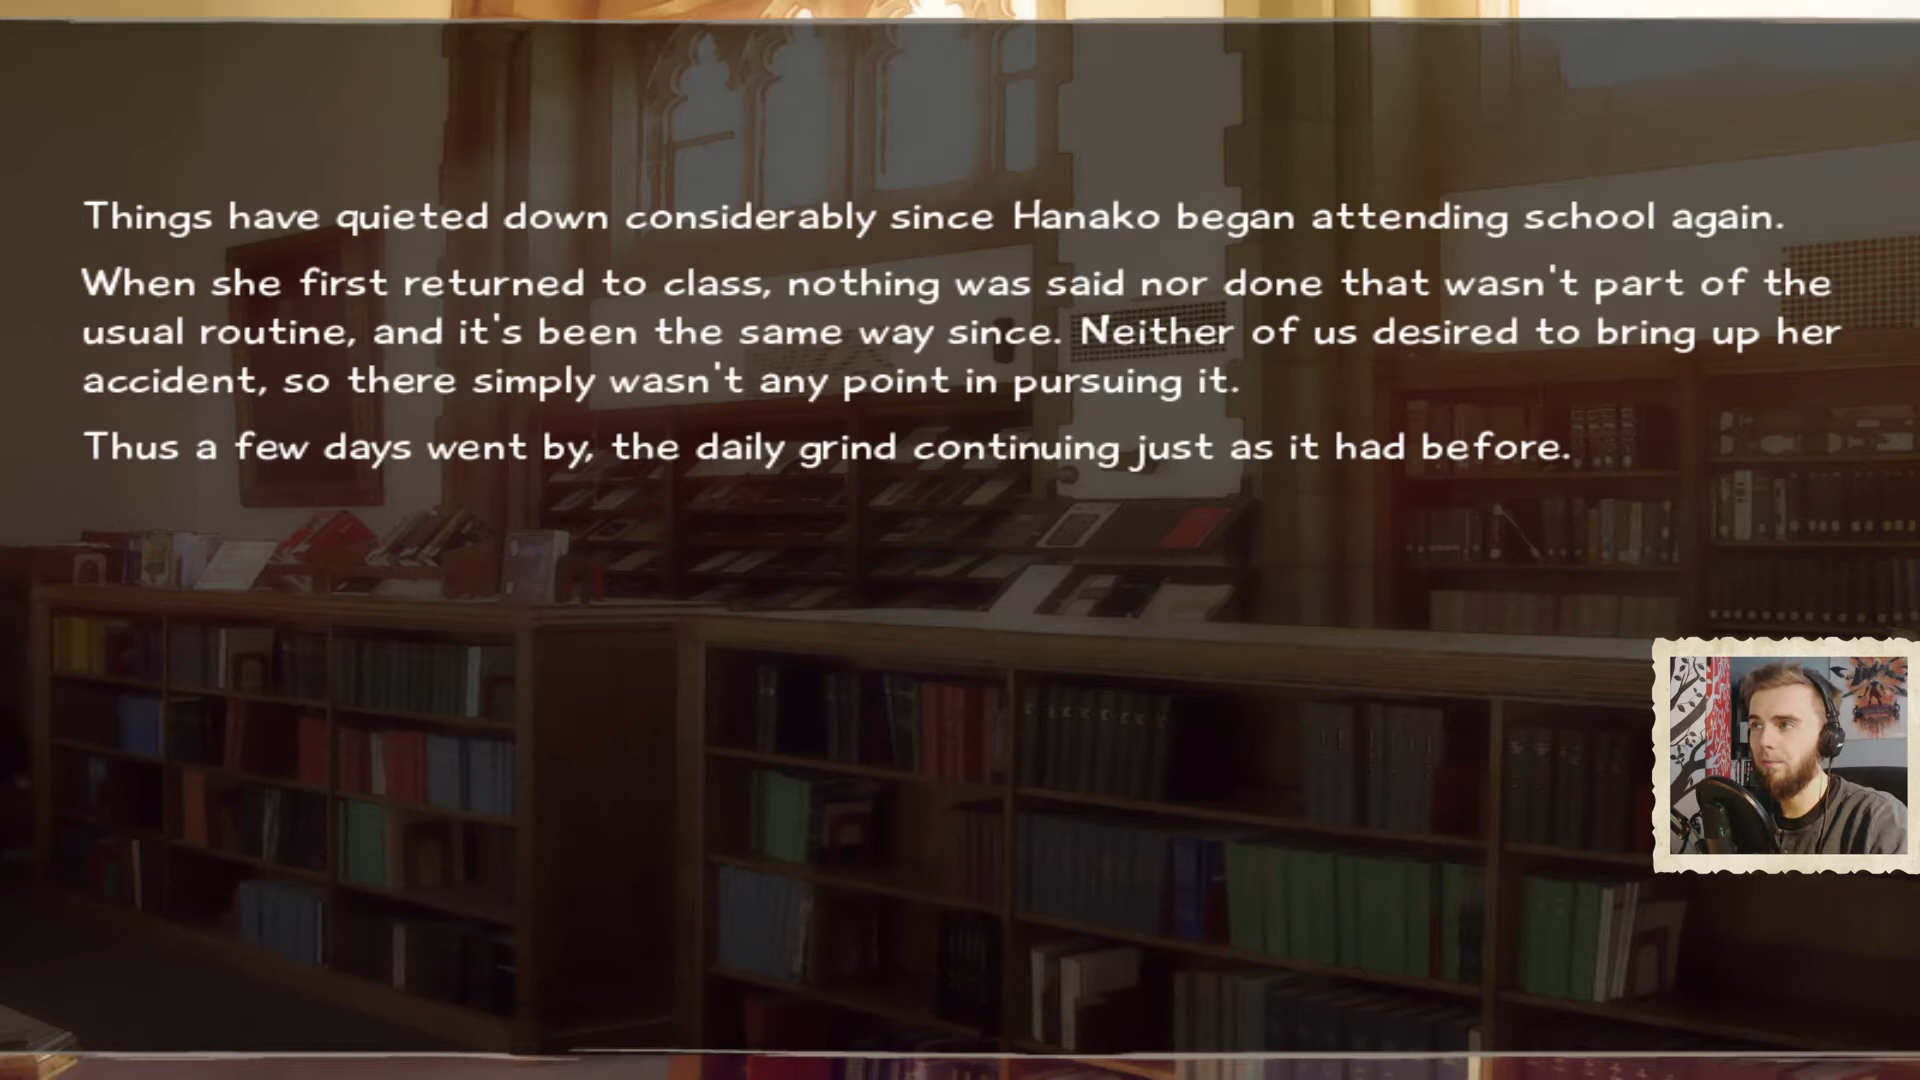 Things have quieted down considerably since Hanako began attending school again.
When she first returned to class, nothing was said nor done that wasn't part of the
usual routine, and it's been the same way since. Neither of us desired to bring up her
accident, so there simply wasn't any point in pursuing it.
Thus a few days went by, the daily grind continuing just as it had before.